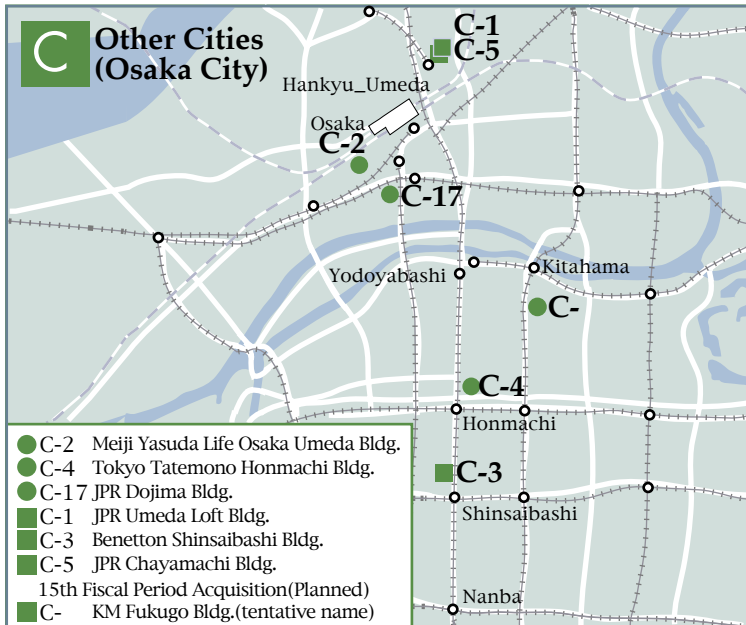 C
Other Cities
(Osaka City)
C-1
C-5
Hankyu_Umeda
Osaka
C-2
C-17
Yodoyabashi
Kitahama
C-
C-4
Honmachi
C-3
Shinsaibashi
Nanba
C-2 Meiji Yasuda Life Osaka Umeda Bldg.
C-4 Tokyo Tatemono Honmachi Bldg.
C-17 JPR Dojima Bldg.
C-1 JPR Umeda Loft Bldg.
C-3 Benetton Shinsaibashi Bldg.
C-5 JPR Chayamachi Bldg.
15th Fiscal Period Acquisition(Planned)
C- KM Fukugo Bldg.(tentative name)